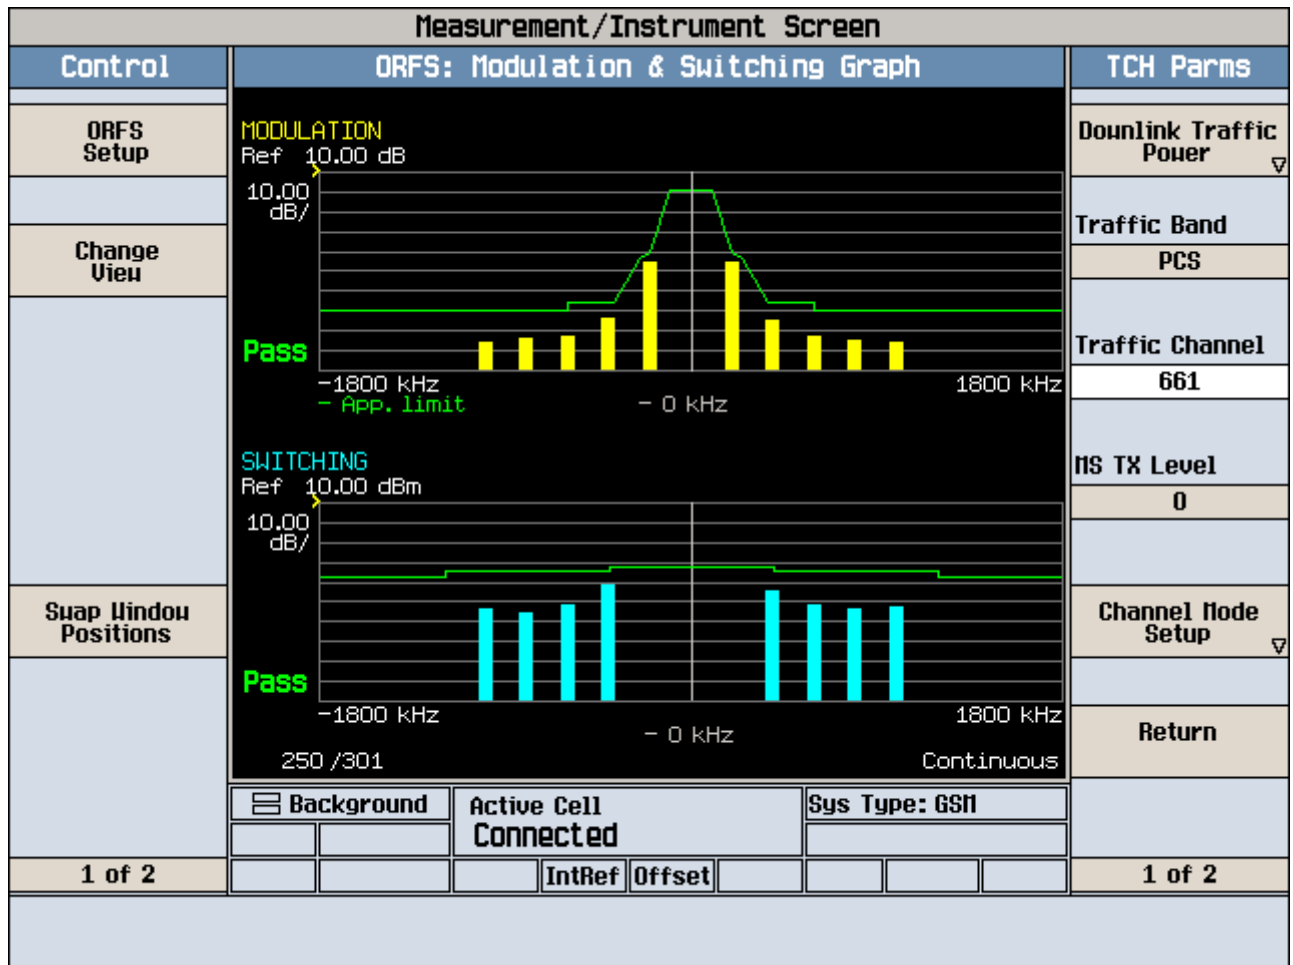 Measurement/Instrument Screen
Control
ORFS: Modulation & Switching Graph
TCH Parms
ORFS
Setup
Change
View
Swap Window
Positions
1 of 2
MODULATION
Ref 10.00 dB
10.00
dB/
Pass
-1800 kHz
1800 kHz
- App. limit
- 0 kHz
SWITCHING
Ref 10.00 dBm
10.00
dB/
Pass
-1800 kHz
1800 kHz
- 0 kHz
250 /301
Continuous
Background
Active Cell
Connected
Sys Type: GSM
IntRef
Offset
Downlink Traffic
Power
Traffic Band
PCS
Traffic Channel
661
MS TX Level
0
Channel Mode
Setup
Return
1 of 2